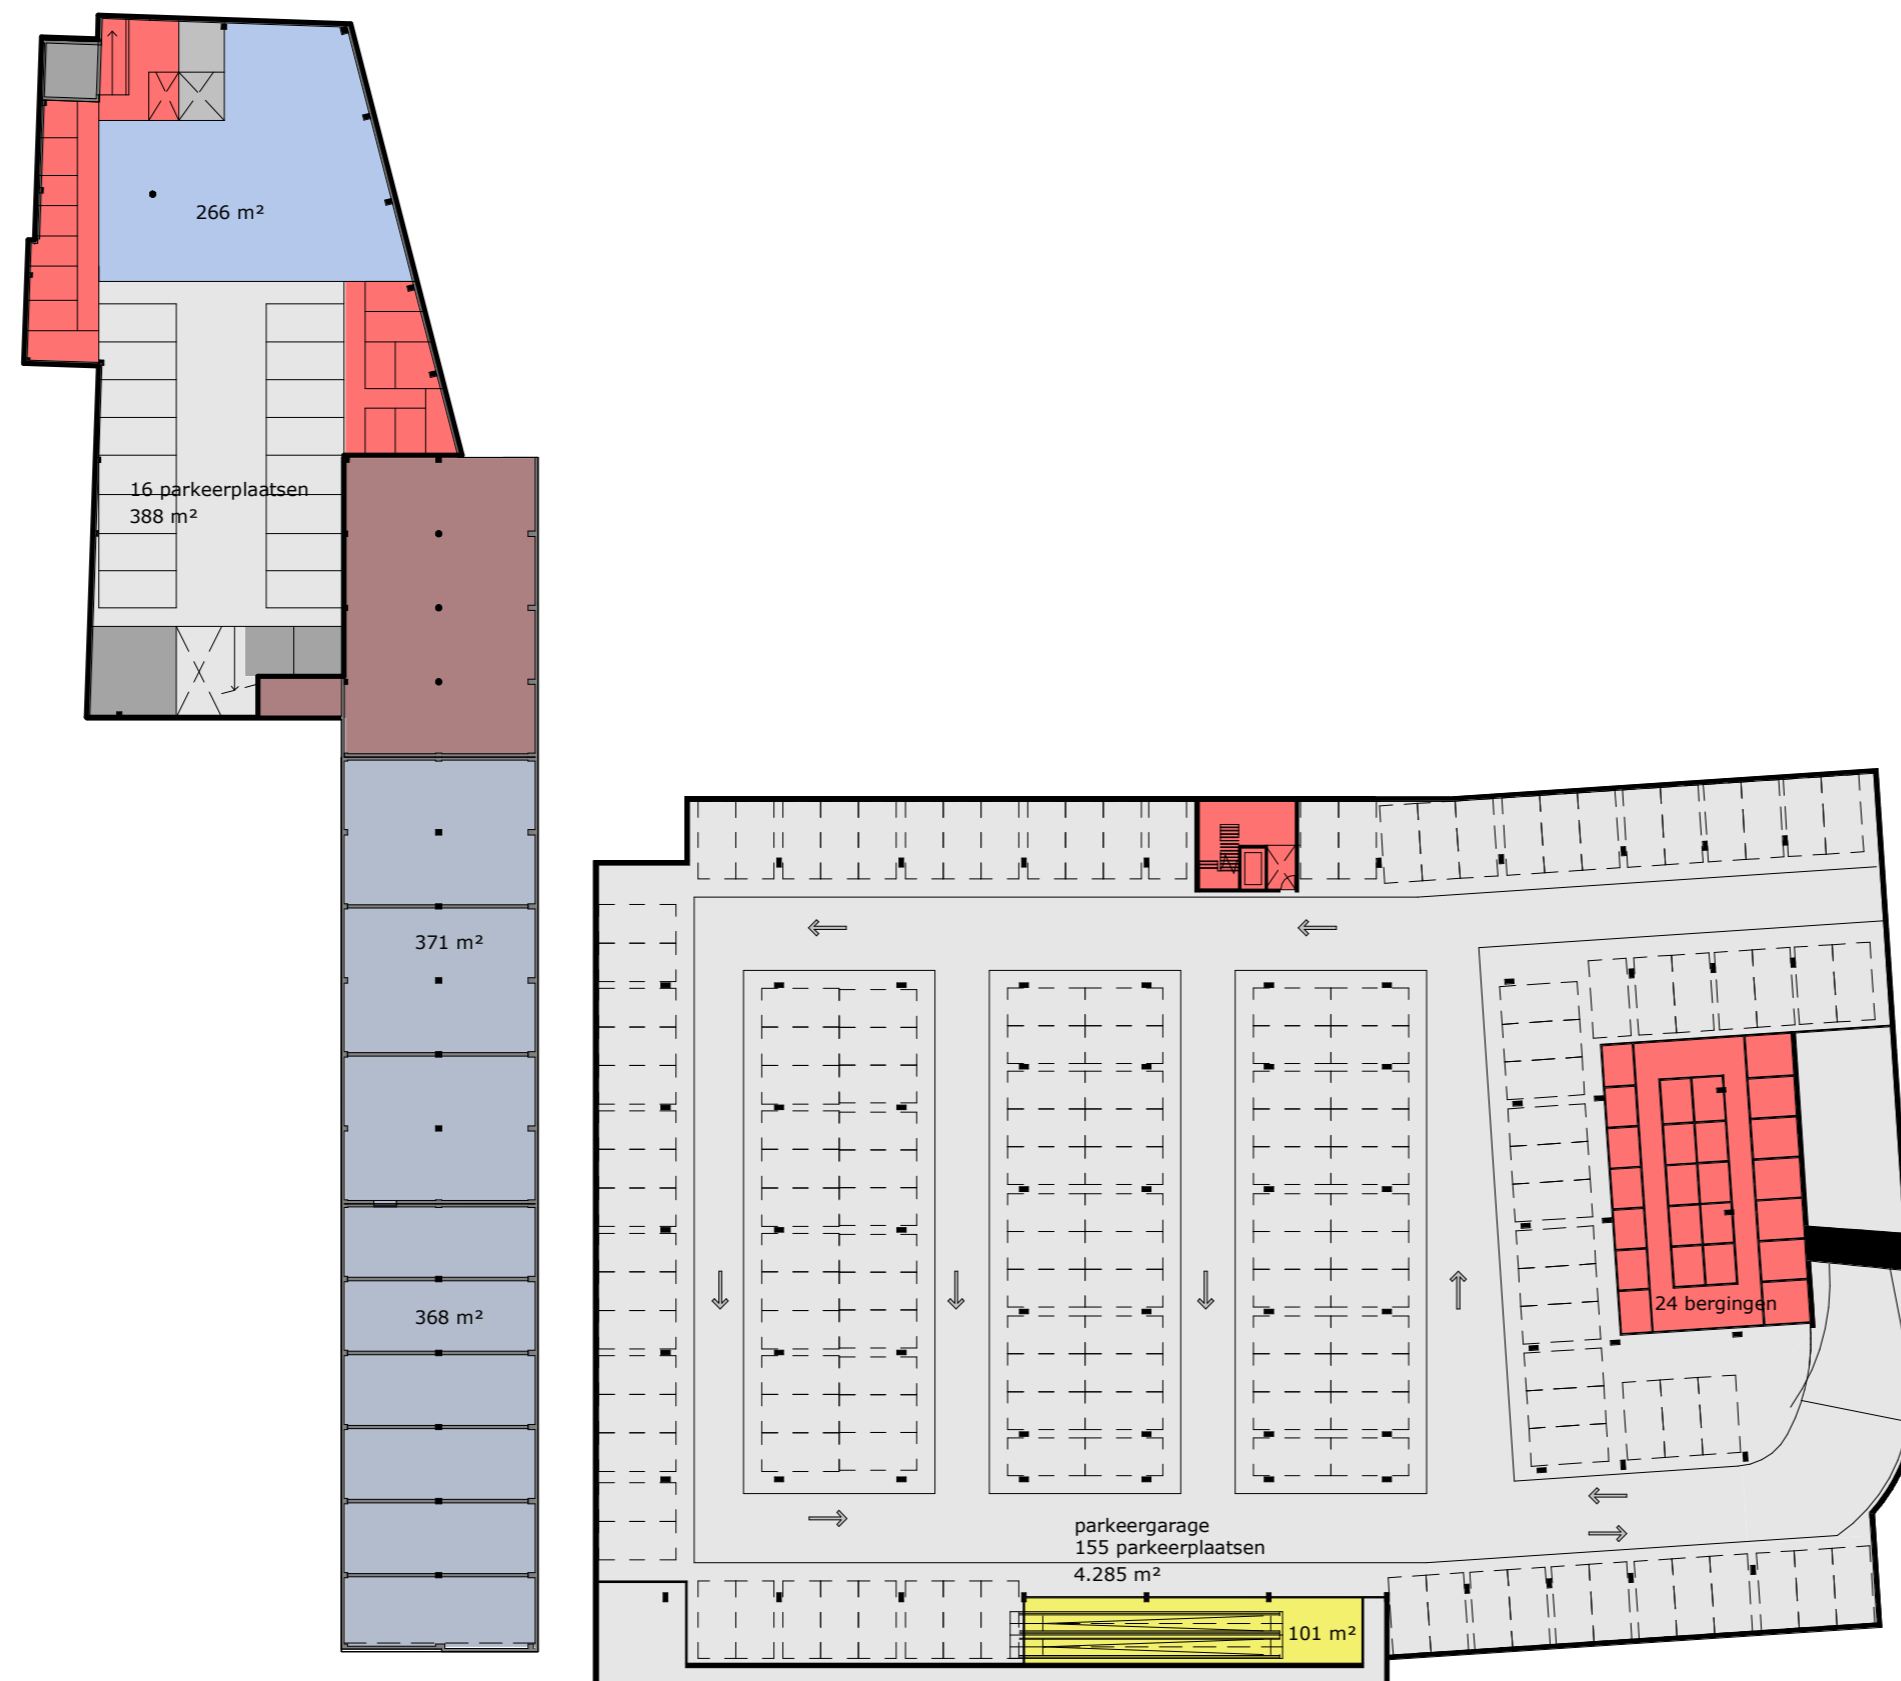 266 m²
16 parkeerplaatsen
388 m²
371 m²
368 m²
24 bergingen
parkeergarage
155 parkeerplaatsen
4.285 m²
101 m²